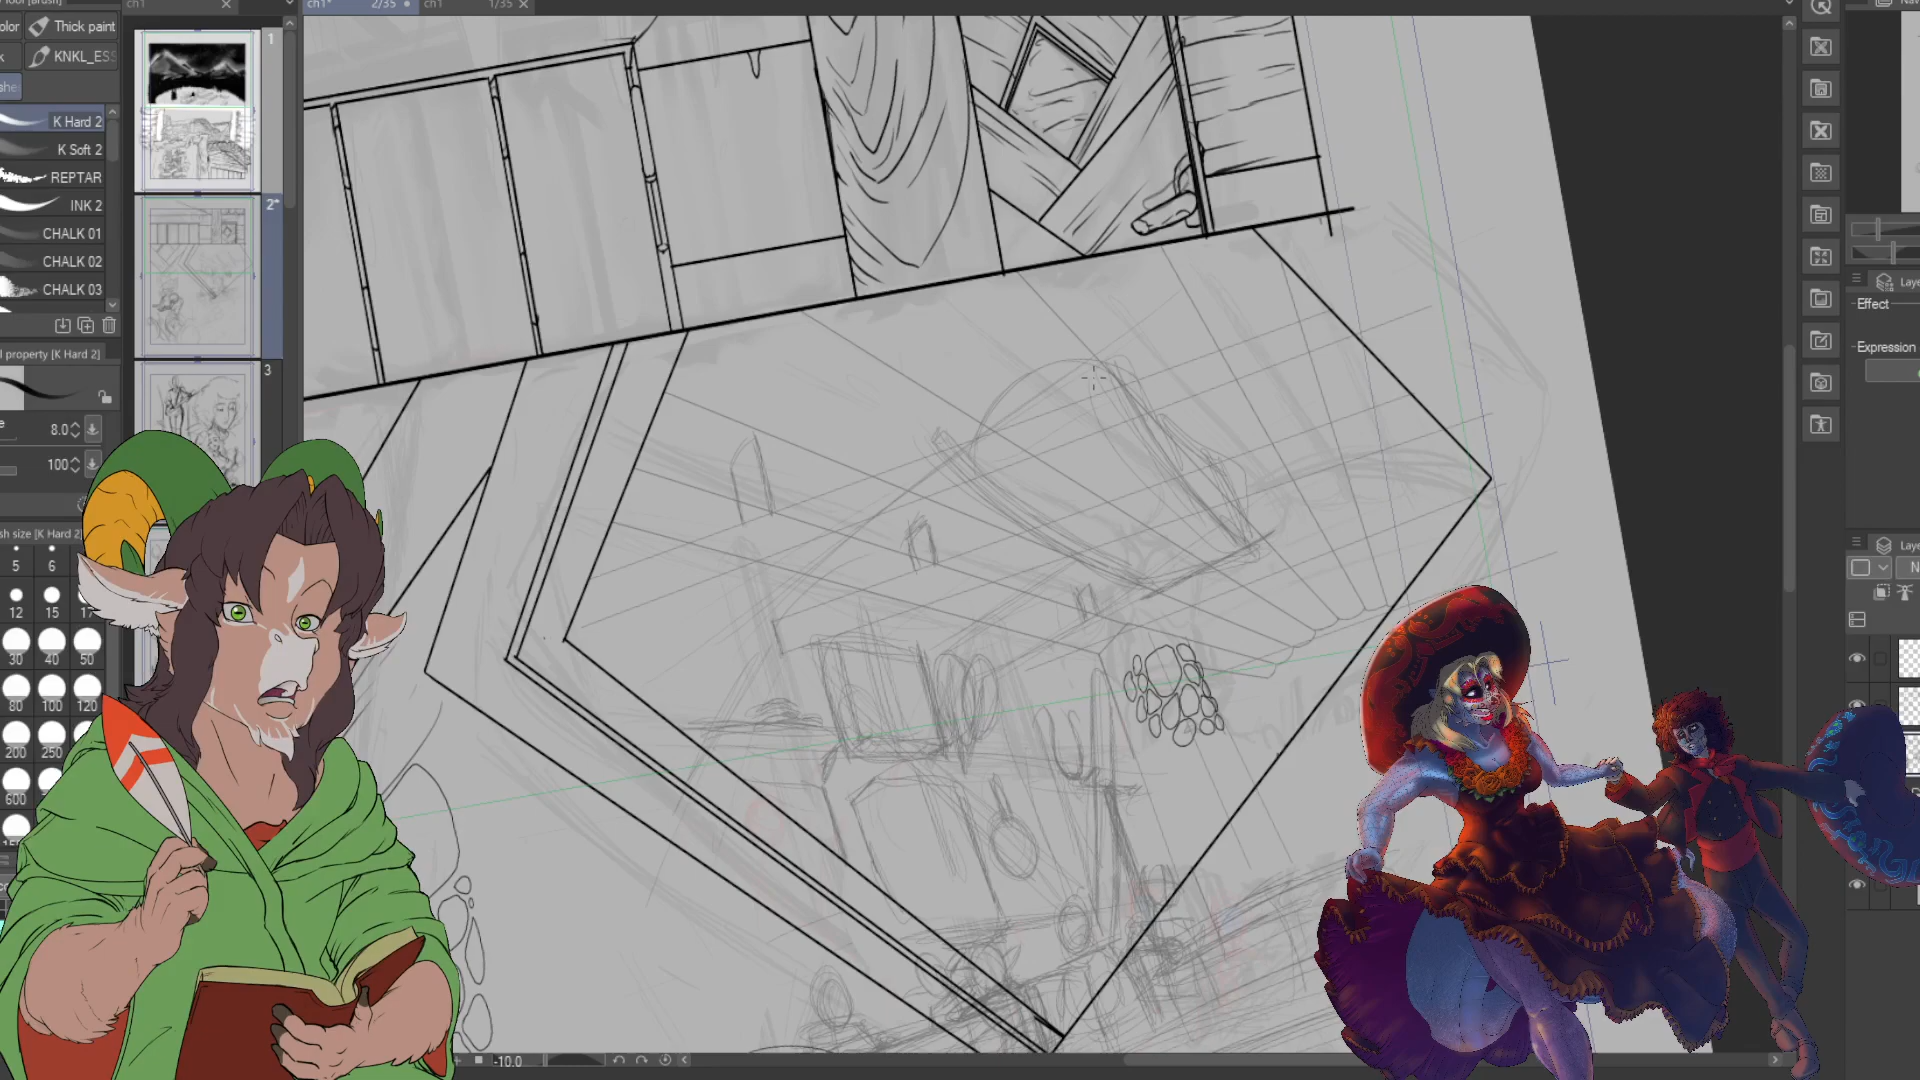 ch1
ch1* 2/35
ch1 1/35
Thick paint
KNKL_ESS
K Hard 2
K Soft 2
REPTAR
INK 2
CHALK 01
CHALK 02
CHALK 03
l property [K Hard 2]
8.0
100
sh size [K Hard 2]
5 6
12 15 17
30 40 50
80 100 120
200 250
600
1
2*
3
-10.0
Effect
Expression